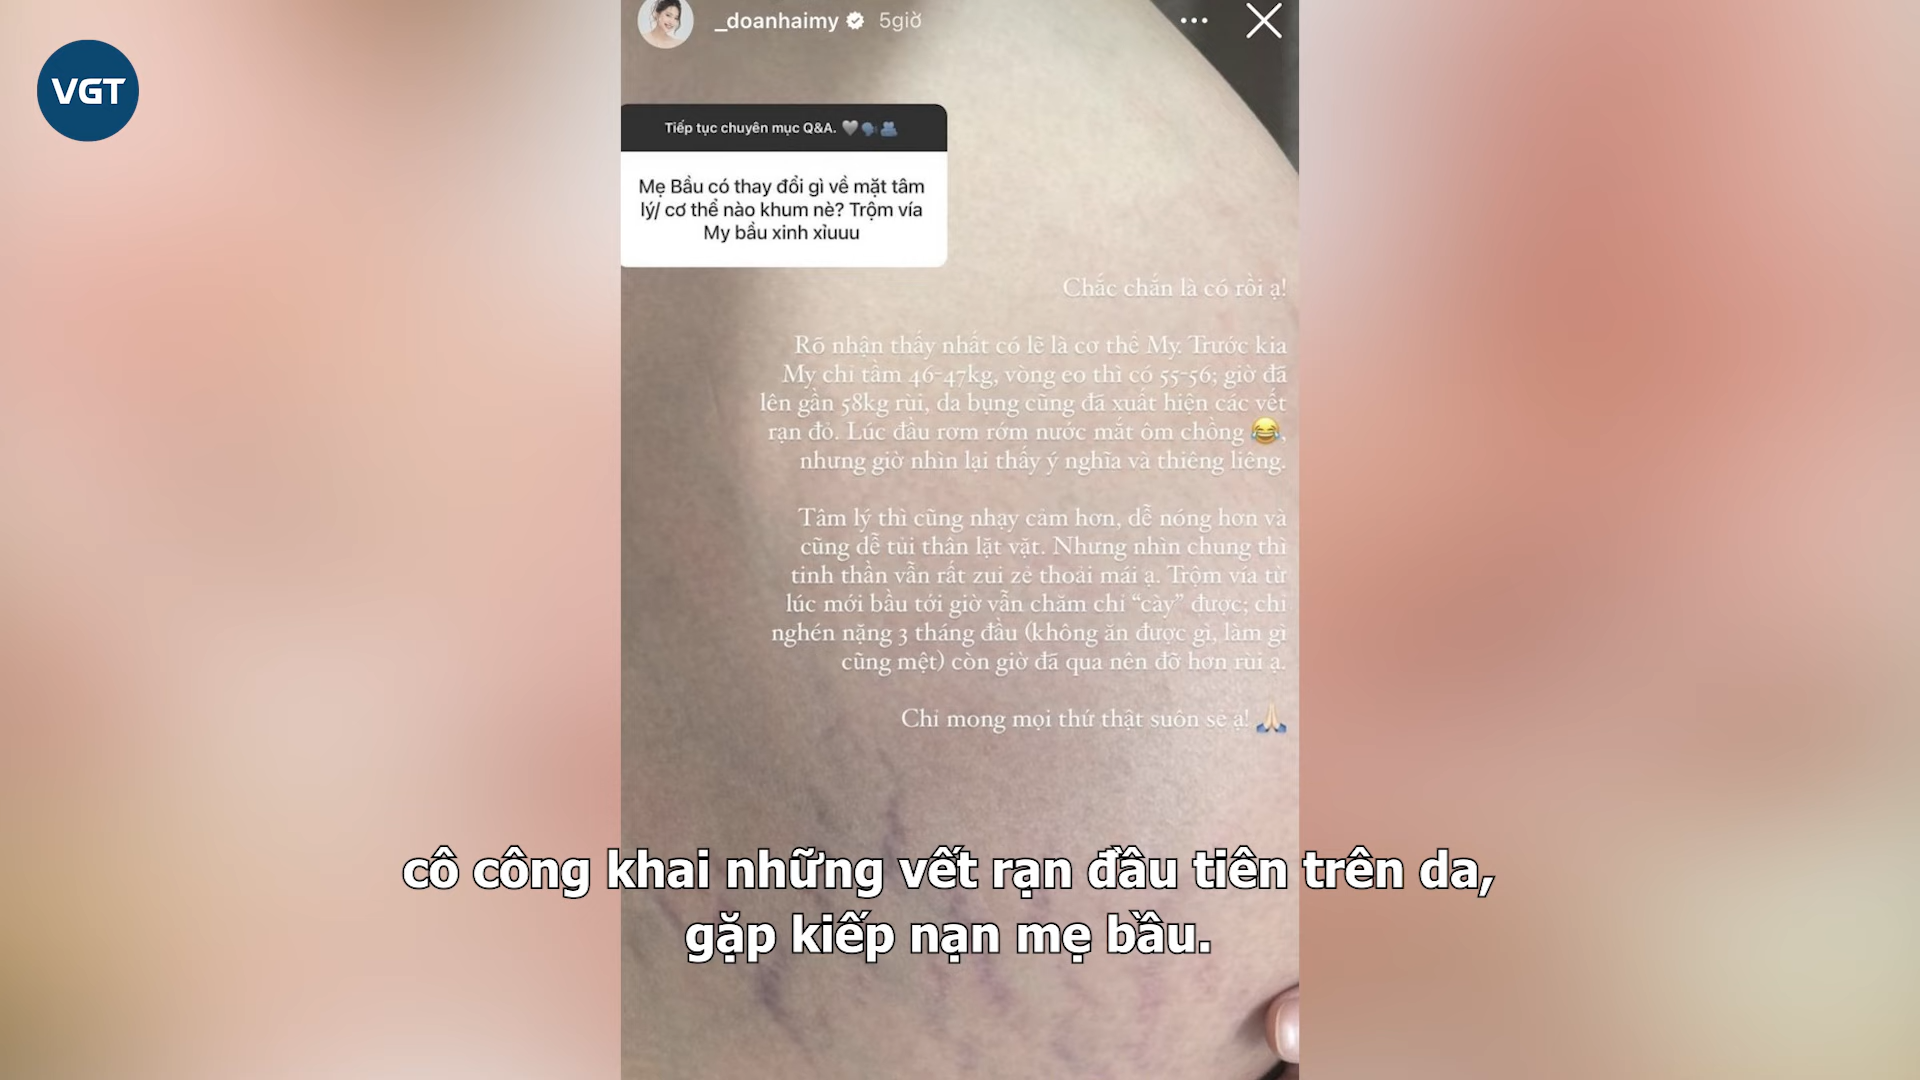 VGT
_doanhaimy 5giờ
Tiếp tục chuyên mục Q&A. 🩶🗣️🫂
Mẹ Bầu có thay đổi gì về mặt tâm
lý/ cơ thể nào khum nè? Trộm vía
My bầu xinh xỉuuu
Chắc chắn là có rồi ạ!
Rõ nhận thấy nhất có lẽ là cơ thể My. Trước kia
My chỉ tầm 46-47kg, vòng eo thì có 55-56; giờ đã
lên gần 58kg rùi, da bụng cũng đã xuất hiện các vết
rạn đỏ. Lúc đầu rơm rớm nước mắt ôm chồng 😂,
nhưng giờ nhìn lại thấy ý nghĩa và thiêng liêng.
Tâm lý thì cũng nhạy cảm hơn, dễ nóng hơn và
cũng dễ tủi thân lặt vặt. Nhưng nhìn chung thì
tinh thần vẫn rất zui zẻ thoải mái ạ. Trộm vía từ
lúc mới bầu tới giờ vẫn chăm chỉ “cày” được; chỉ
nghén nặng 3 tháng đầu (không ăn được gì, làm gì
cũng mệt) còn giờ đã qua nên đỡ hơn rùi ạ.
Chỉ mong mọi thứ thật suôn sẻ ạ! 🙏🏻
cô công khai những vết rạn đầu tiên trên da,
gặp kiếp nạn mẹ bầu.